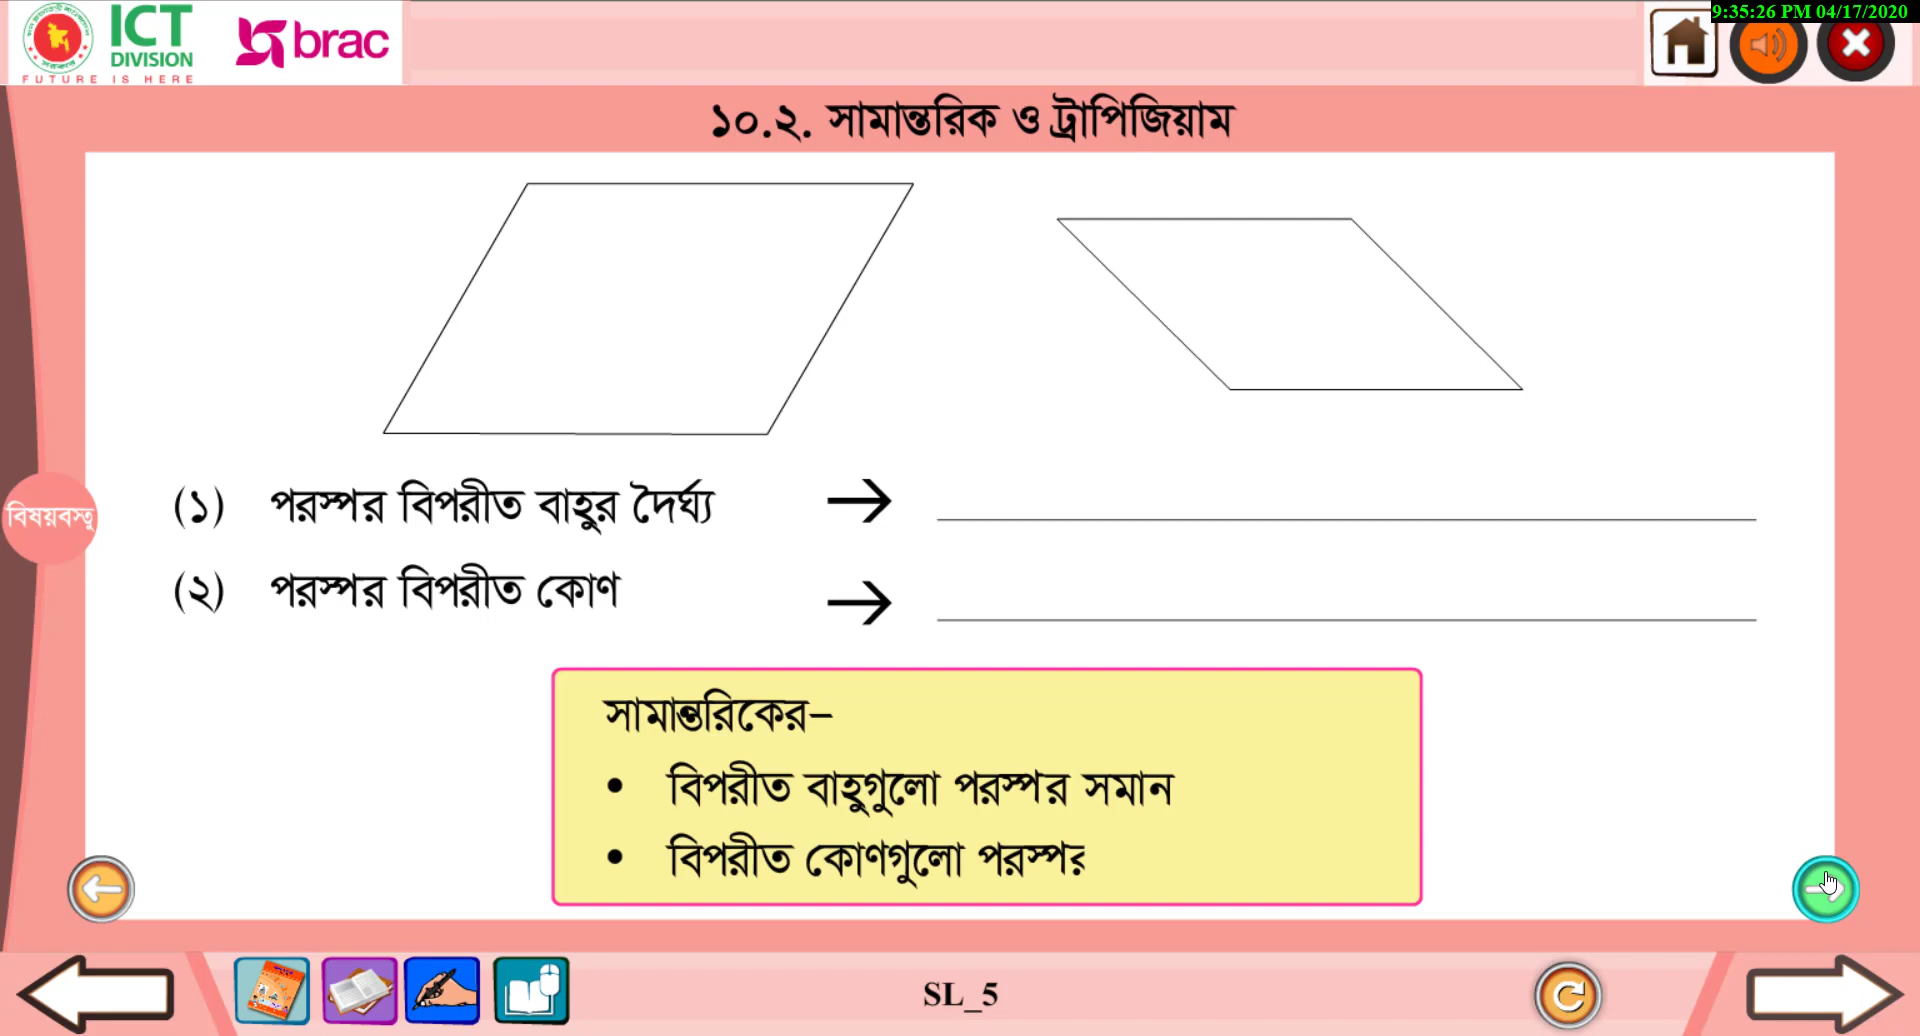 9:35:26 PM 04/17/2020
ICT
DIVISION
FUTURE IS HERE
brac
১০.২. সামান্তরিক ও ট্রাপিজিয়াম
(১) পরস্পর বিপরীত বাহুর দৈর্ঘ্য →
বিষয়বস্তু
(২) পরস্পর বিপরীত কোণ →
সামান্তরিকের–
• বিপরীত বাহুগুলো পরস্পর সমান
• বিপরীত কোণগুলো পরস্পর
SL_5